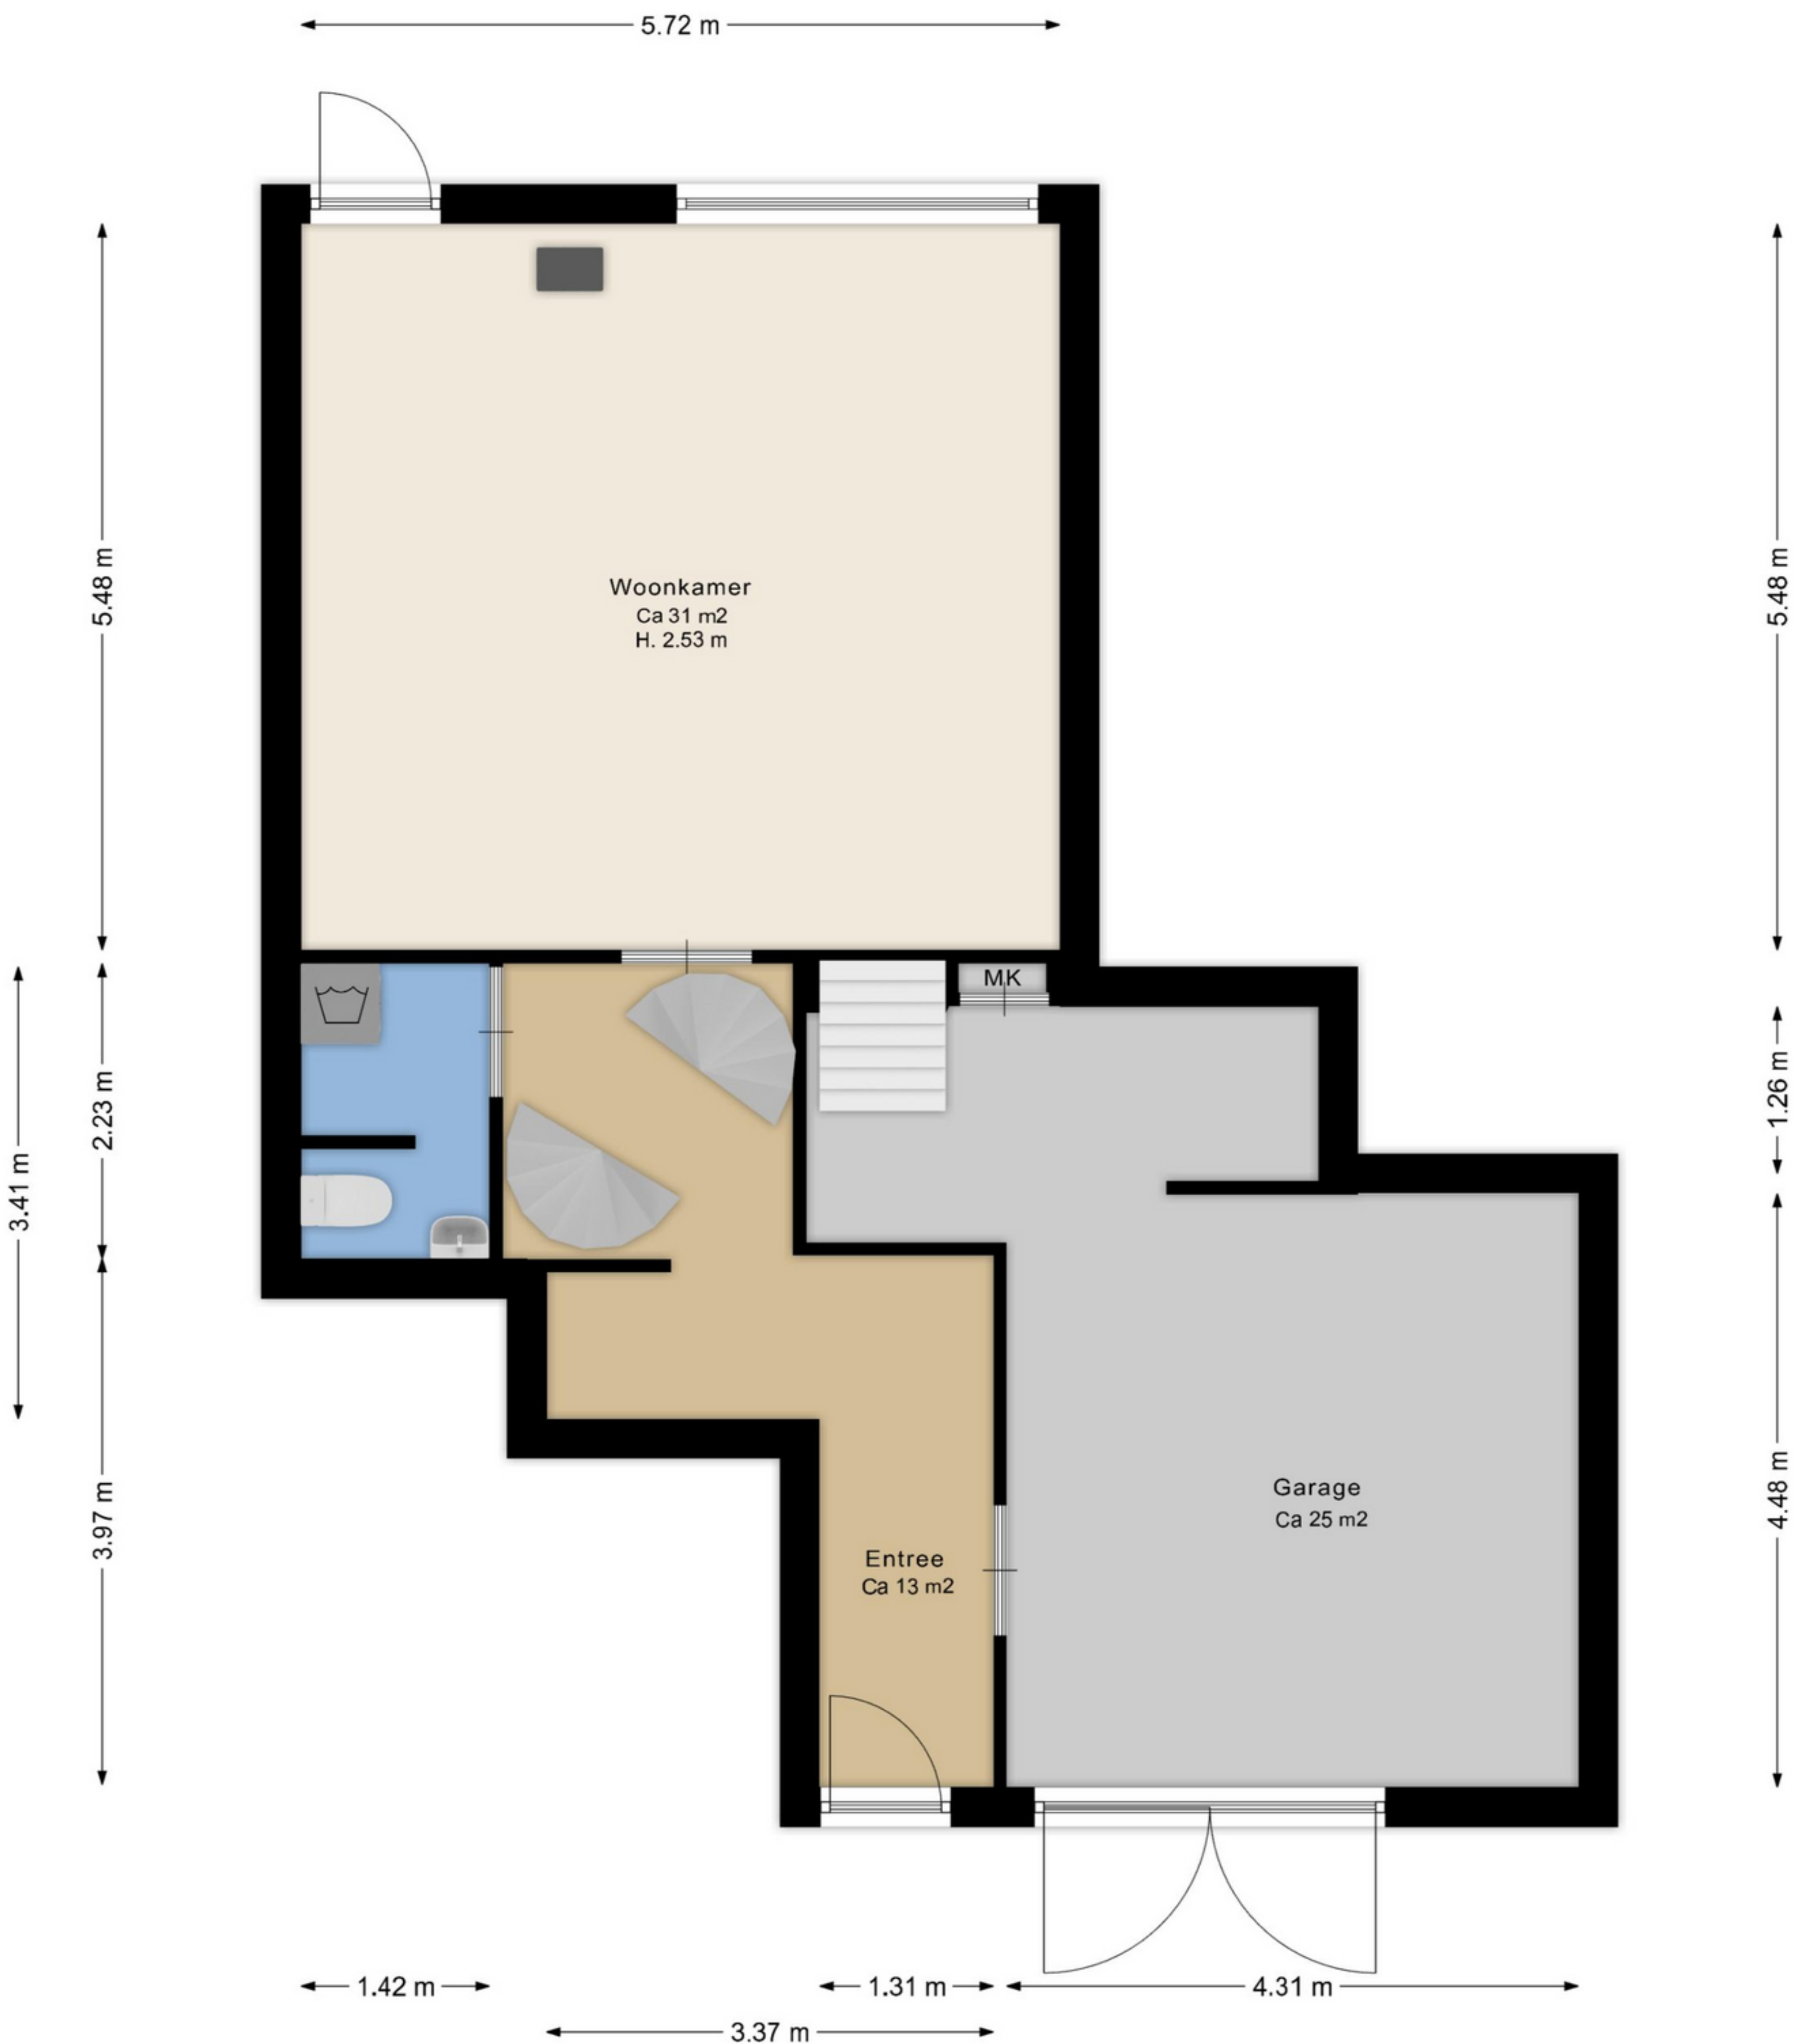 5.72 m
5.48 m
5.48 m
Woonkamer
Ca 31 m2
H. 2.53 m
MK
1.26 m
2.23 m
3.41 m
4.48 m
Garage
Ca 25 m2
3.97 m
Entree
Ca 13 m2
1.42 m
1.31 m
4.31 m
3.37 m